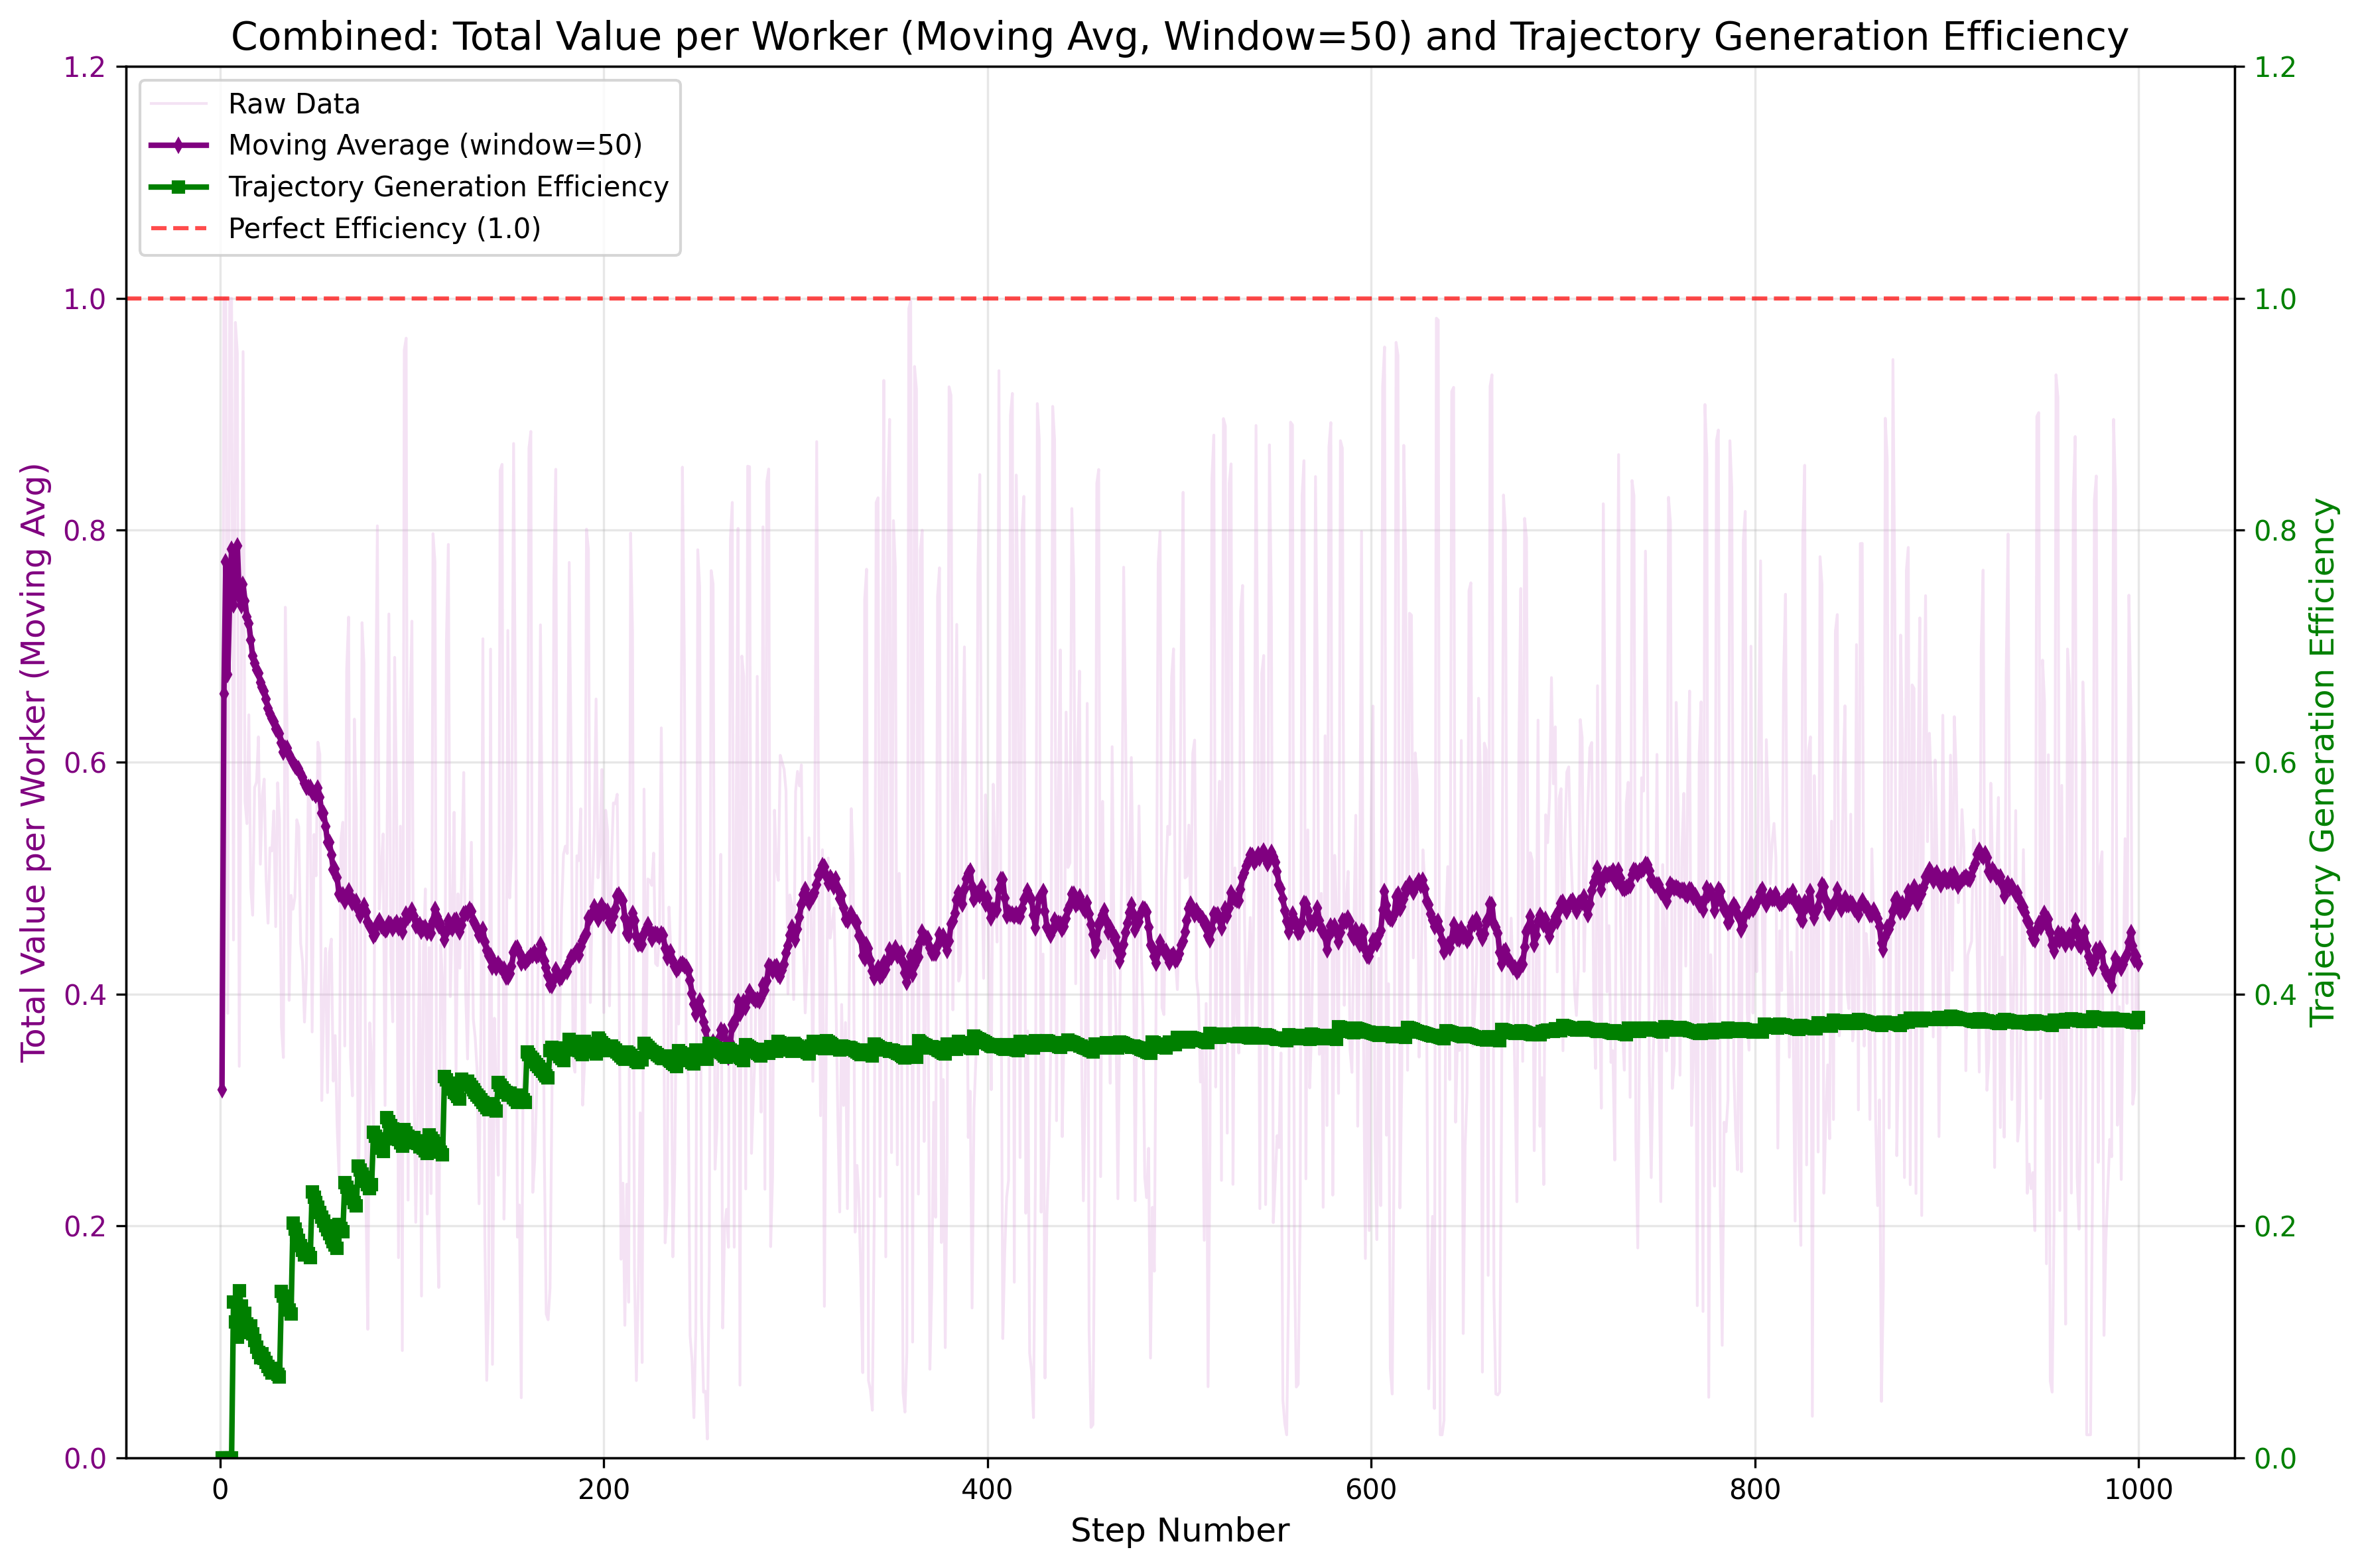 Combined: Total Value per Worker (Moving Avg, Window=50) and Trajectory Generation Efficiency
Raw Data
Moving Average (window=50)
Trajectory Generation Efficiency
Perfect Efficiency (1.0)
Total Value per Worker (Moving Avg)
1.2
1.0
0.8
0.6
0.4
0.2
0.0
Trajectory Generation Efficiency
1.2
1.0
0.8
0.6
0.4
0.2
0.0
0
200
400
600
800
1000
Step Number